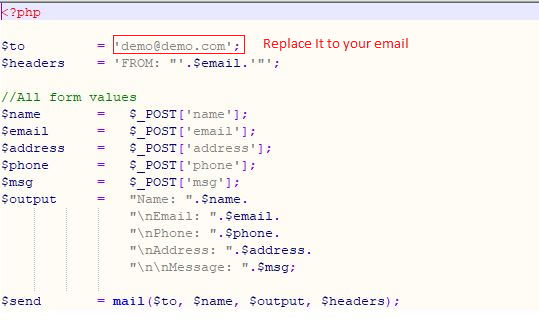 <?php
$to = 'demo@demo.com'; Replace It to your email
$headers = 'FROM: "'.$email.'"';
//All form values
$name = $_POST['name'];
$email = $_POST['email'];
$address = $_POST['address'];
$phone = $_POST['phone'];
$msg = $_POST['msg'];
$output = "Name: ".$name.
"\nEmail: ".$email.
"\nPhone: ".$phone.
"\nAddress: ".$address.
"\n\nMessage: ".$msg;
$send = mail($to, $name, $output, $headers);